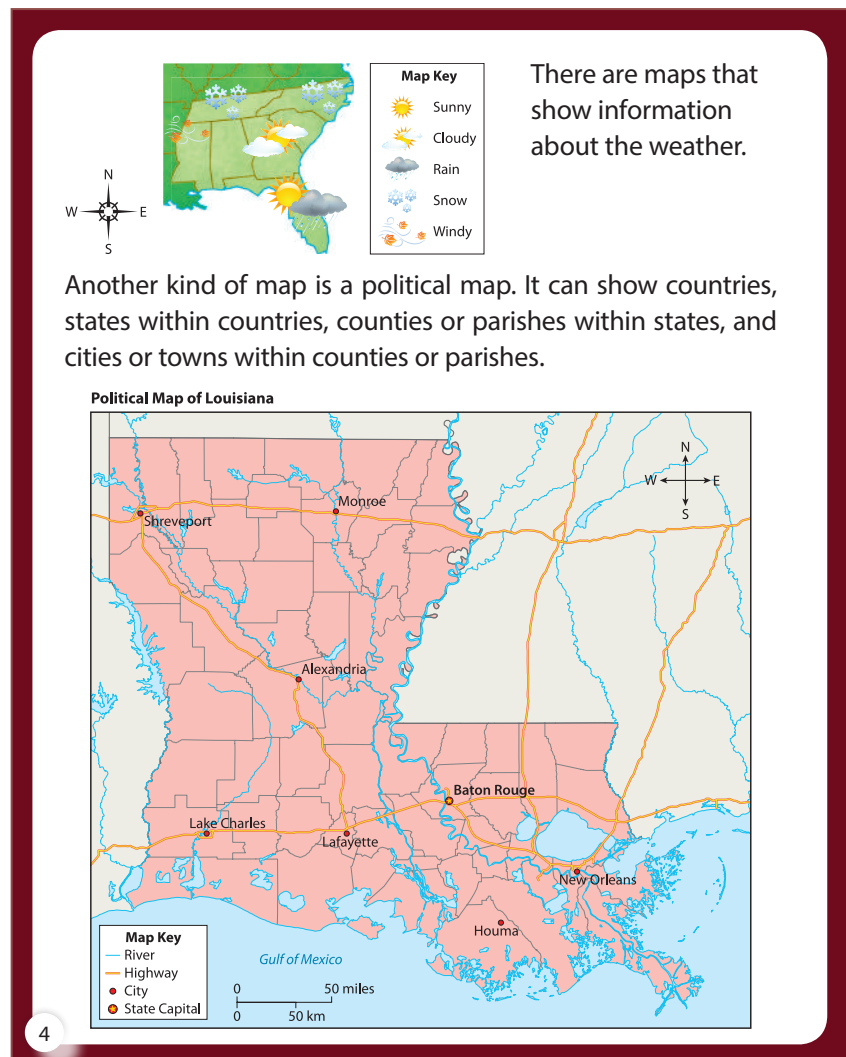 There are maps that
show information
about the weather.
Map Key
Sunny
Cloudy
Rain
Snow
Windy
N
W E
S
Another kind of map is a political map. It can show countries,
states within countries, counties or parishes within states, and
cities or towns within counties or parishes.
Political Map of Louisiana
N
W E
S
Monroe
Shreveport
Alexandria
Baton Rouge
Lake Charles
Lafayette
New Orleans
Houma
Gulf of Mexico
Map Key
River
Highway
City
State Capital
0 50 miles
0 50 km
4